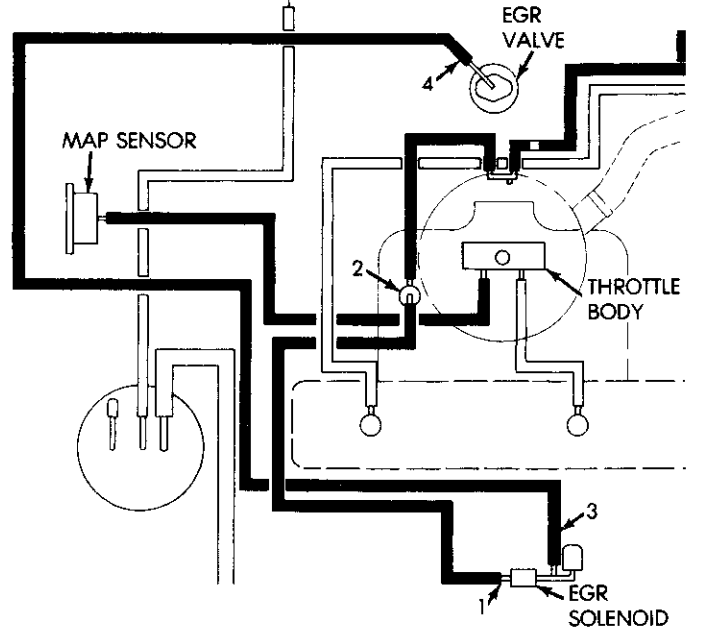 EGR
VALVE
4
MAP SENSOR
2
THROTTLE
BODY
3
1
EGR
SOLENOID